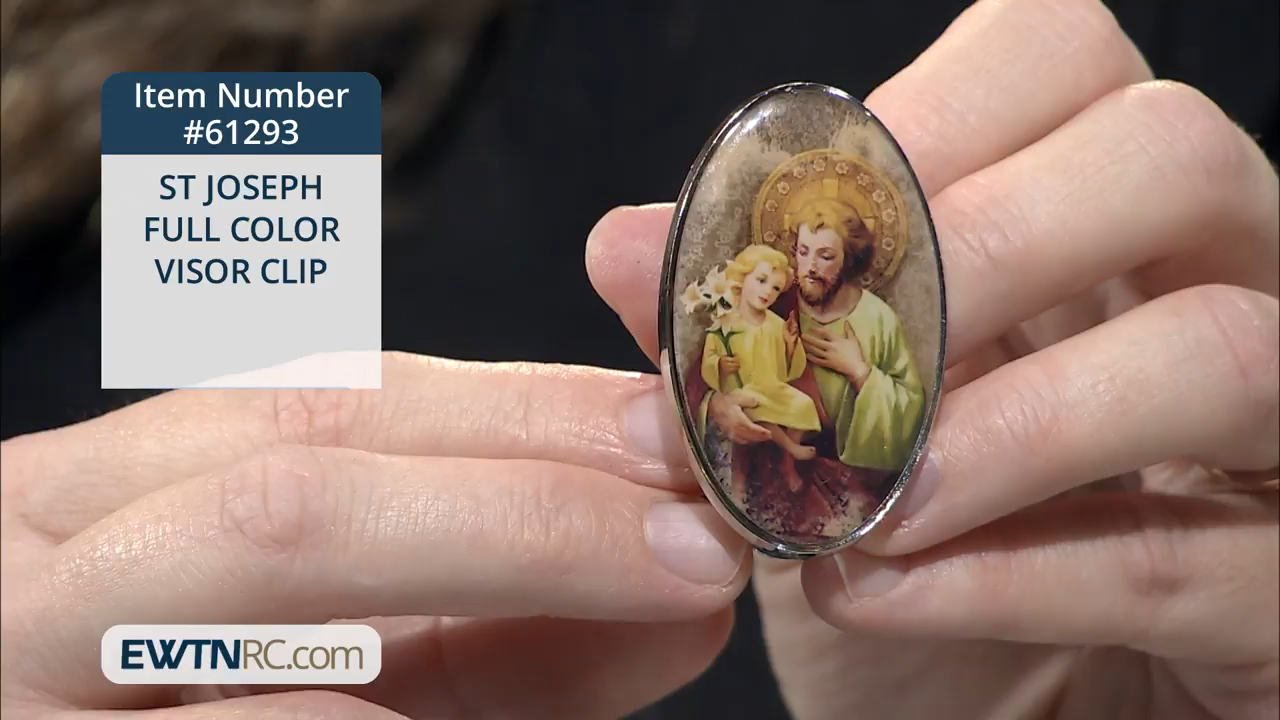 Item Number
#61293
ST JOSEPH
FULL COLOR
VISOR CLIP
EWTNRC.com